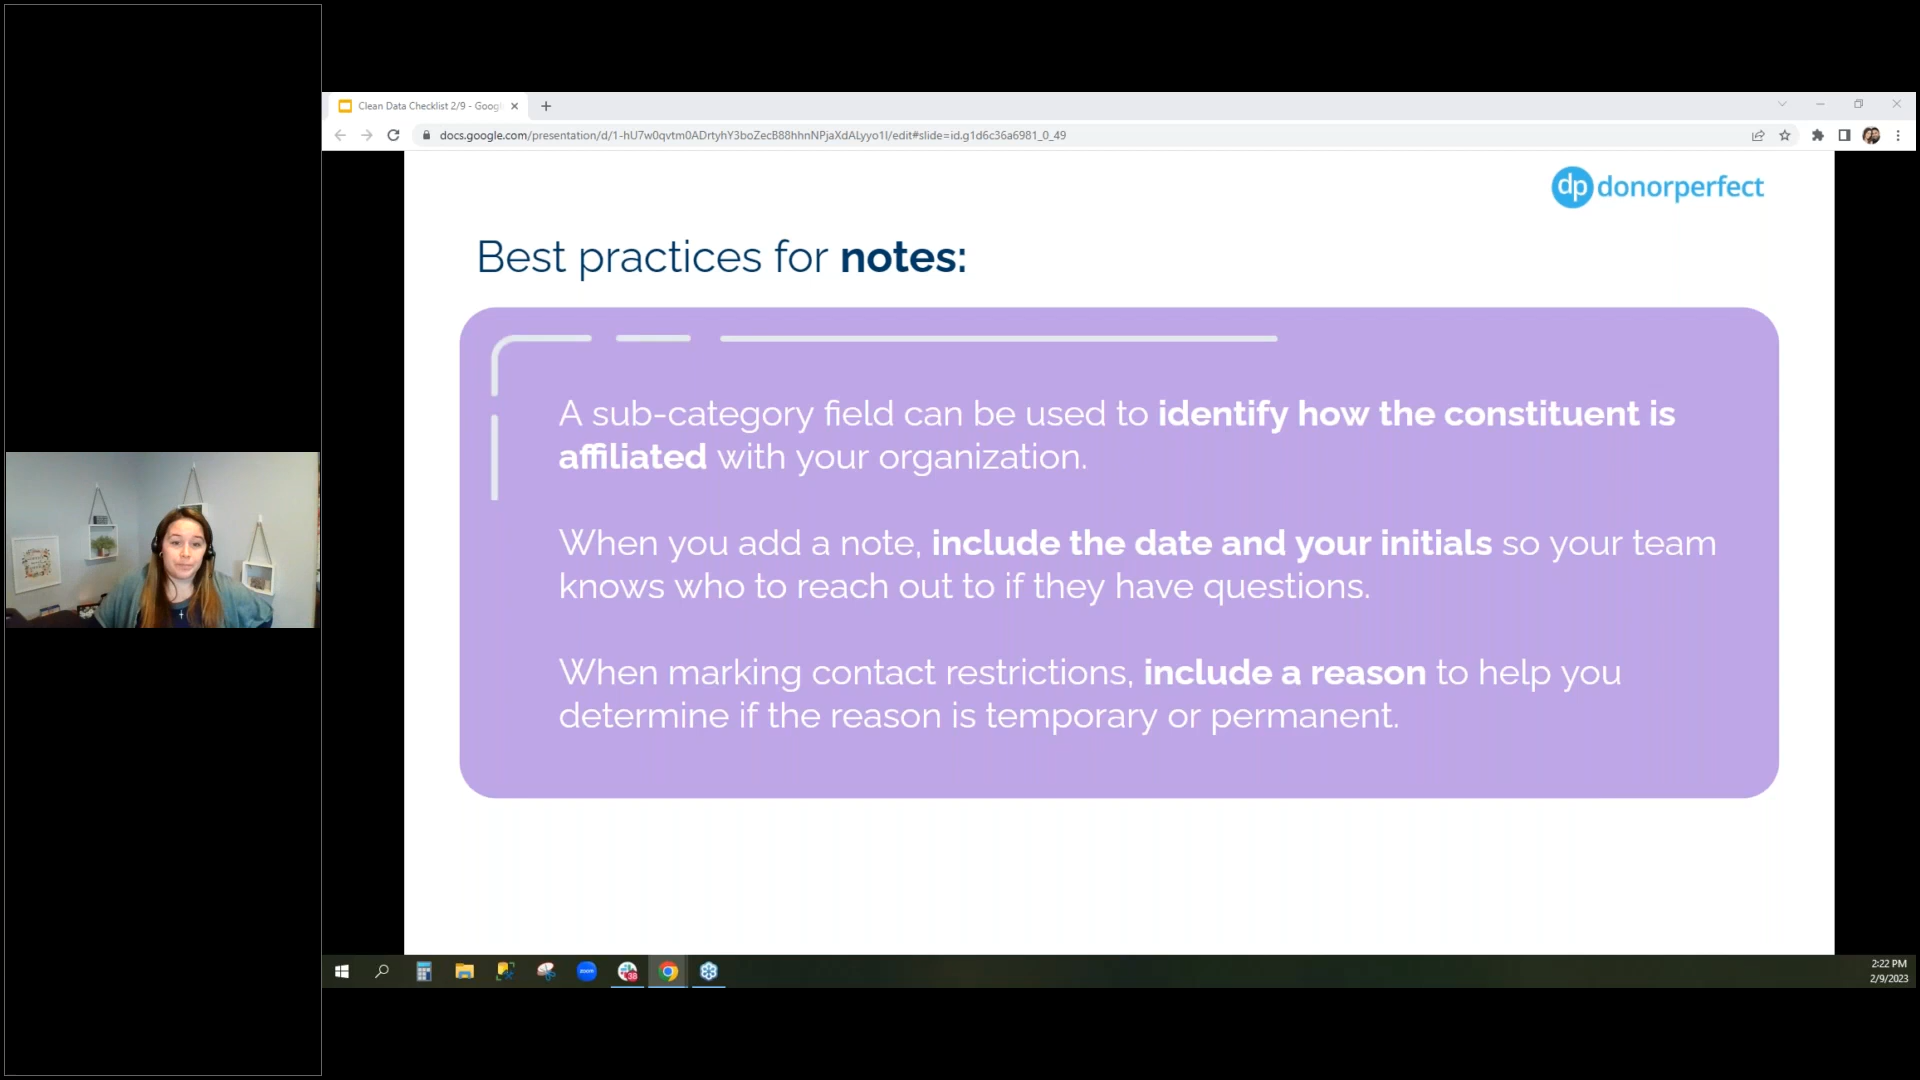 Clean Data Checklist 2/9 - Goog
docs.google.com/presentation/d/1-hU7w0qvtm0ADrtyhY3boZecB88hhnNPjaXdALyyo1I/edit#slide=id.g1d6c36a6981_0_49
dp donorperfect
Best practices for notes:
A sub-category field can be used to identify how the constituent is
affiliated with your organization.
When you add a note, include the date and your initials so your team
knows who to reach out to if they have questions.
When marking contact restrictions, include a reason to help you
determine if the reason is temporary or permanent.
zoom
38
2:22 PM
2/9/2023